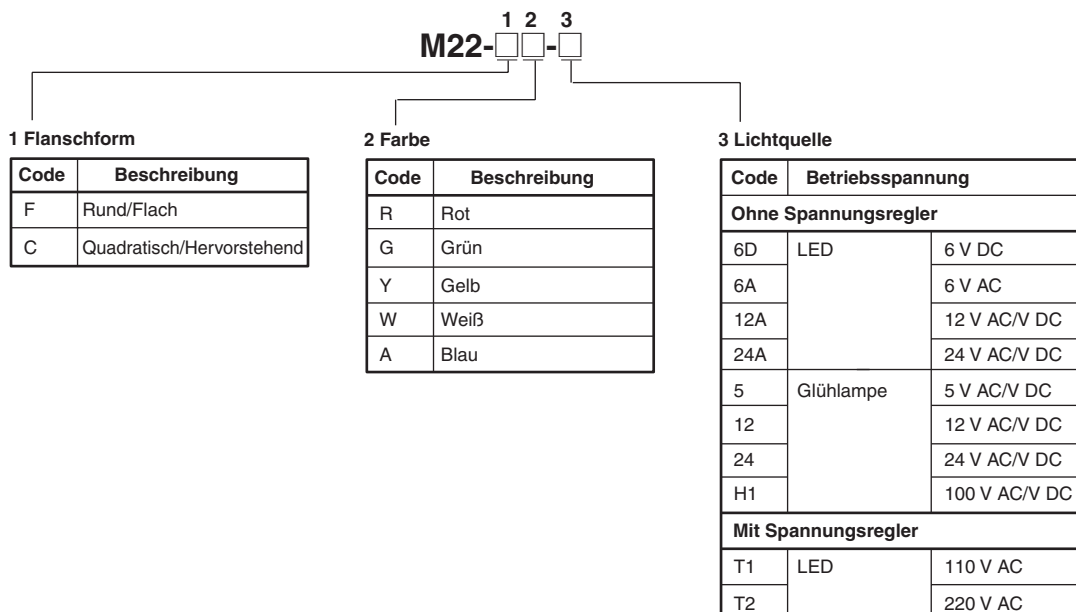 1 2 3
M22-□□-□
1 Flanschform
Code Beschreibung
F Rund/Flach
C Quadratisch/Hervorstehend
2 Farbe
Code Beschreibung
R Rot
G Grün
Y Gelb
W Weiß
A Blau
3 Lichtquelle
Code Betriebsspannung
Ohne Spannungsregler
6D LED 6 V DC
6A 6 V AC
12A 12 V AC/V DC
24A 24 V AC/V DC
5 Glühlampe 5 V AC/V DC
12 12 V AC/V DC
24 24 V AC/V DC
H1 100 V AC/V DC
Mit Spannungsregler
T1 LED 110 V AC
T2 220 V AC